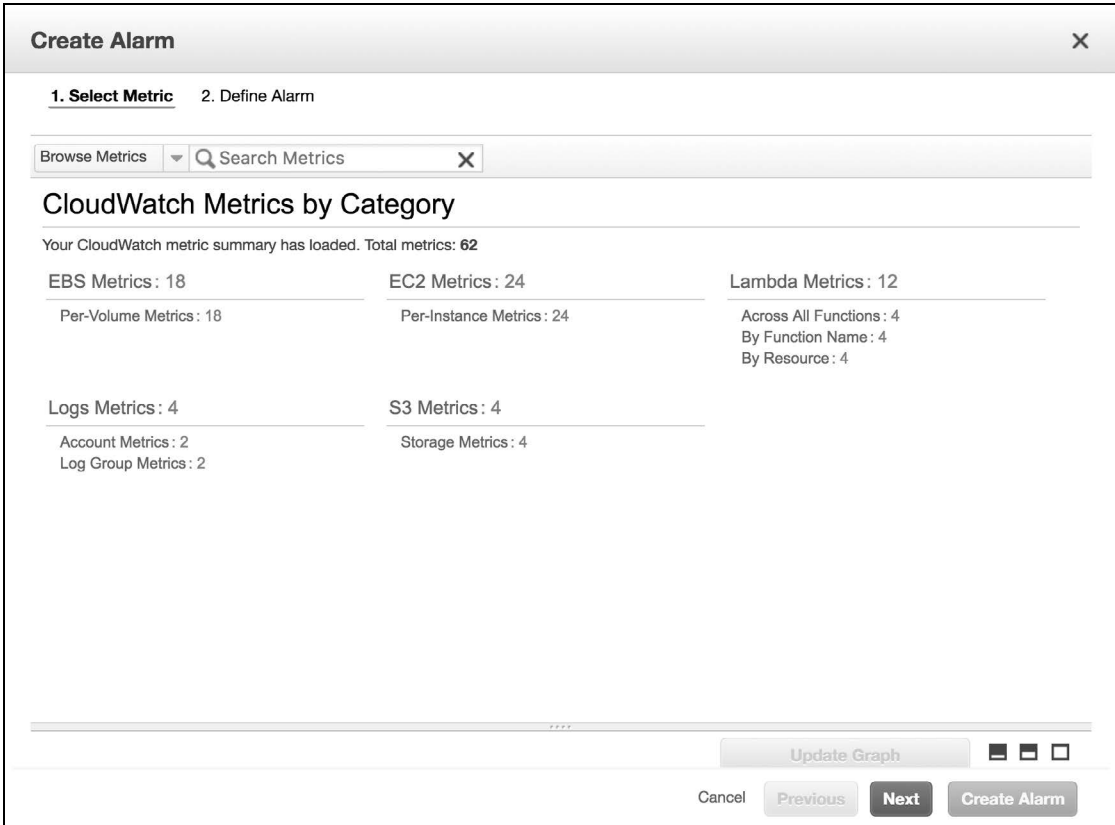 Create Alarm
1. Select Metric 2. Define Alarm
Browse Metrics Search Metrics
CloudWatch Metrics by Category
Your CloudWatch metric summary has loaded. Total metrics: 62
EBS Metrics: 18 EC2 Metrics: 24 Lambda Metrics: 12
Per-Volume Metrics: 18 Per-Instance Metrics: 24 Across All Functions: 4
By Function Name: 4
By Resource: 4
Logs Metrics: 4 S3 Metrics: 4
Account Metrics: 2 Storage Metrics: 4
Log Group Metrics: 2
Update Graph
Cancel Previous Next Create Alarm